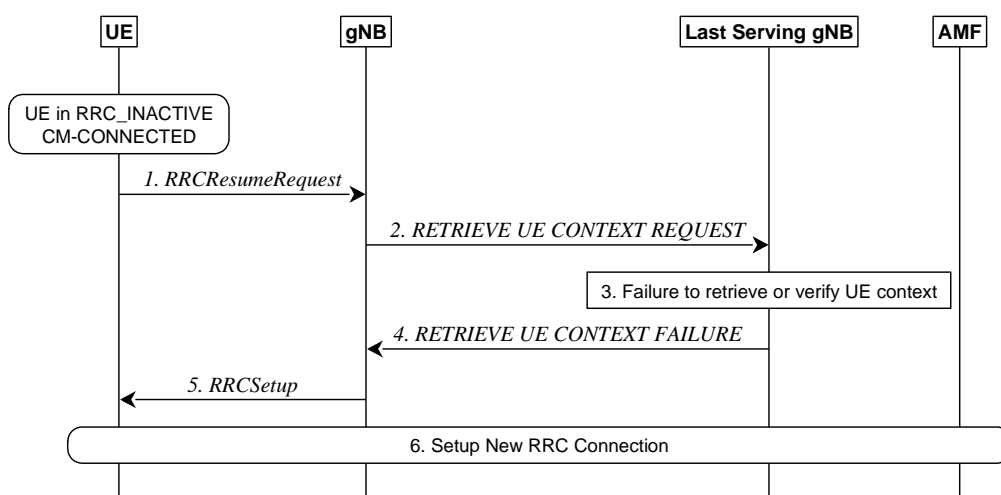 UE
gNB
Last Serving gNB
AMF
UE in RRC_INACTIVE
CM-CONNECTED
1. RRCResumeRequest
2. RETRIEVE UE CONTEXT REQUEST
3. Failure to retrieve or verify UE context
4. RETRIEVE UE CONTEXT FAILURE
5. RRCSetup
6. Setup New RRC Connection